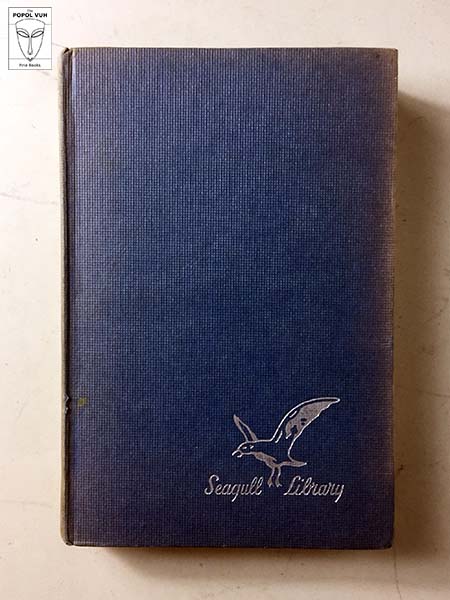 The
POPOL VUH
Fine Books
Seagull Library